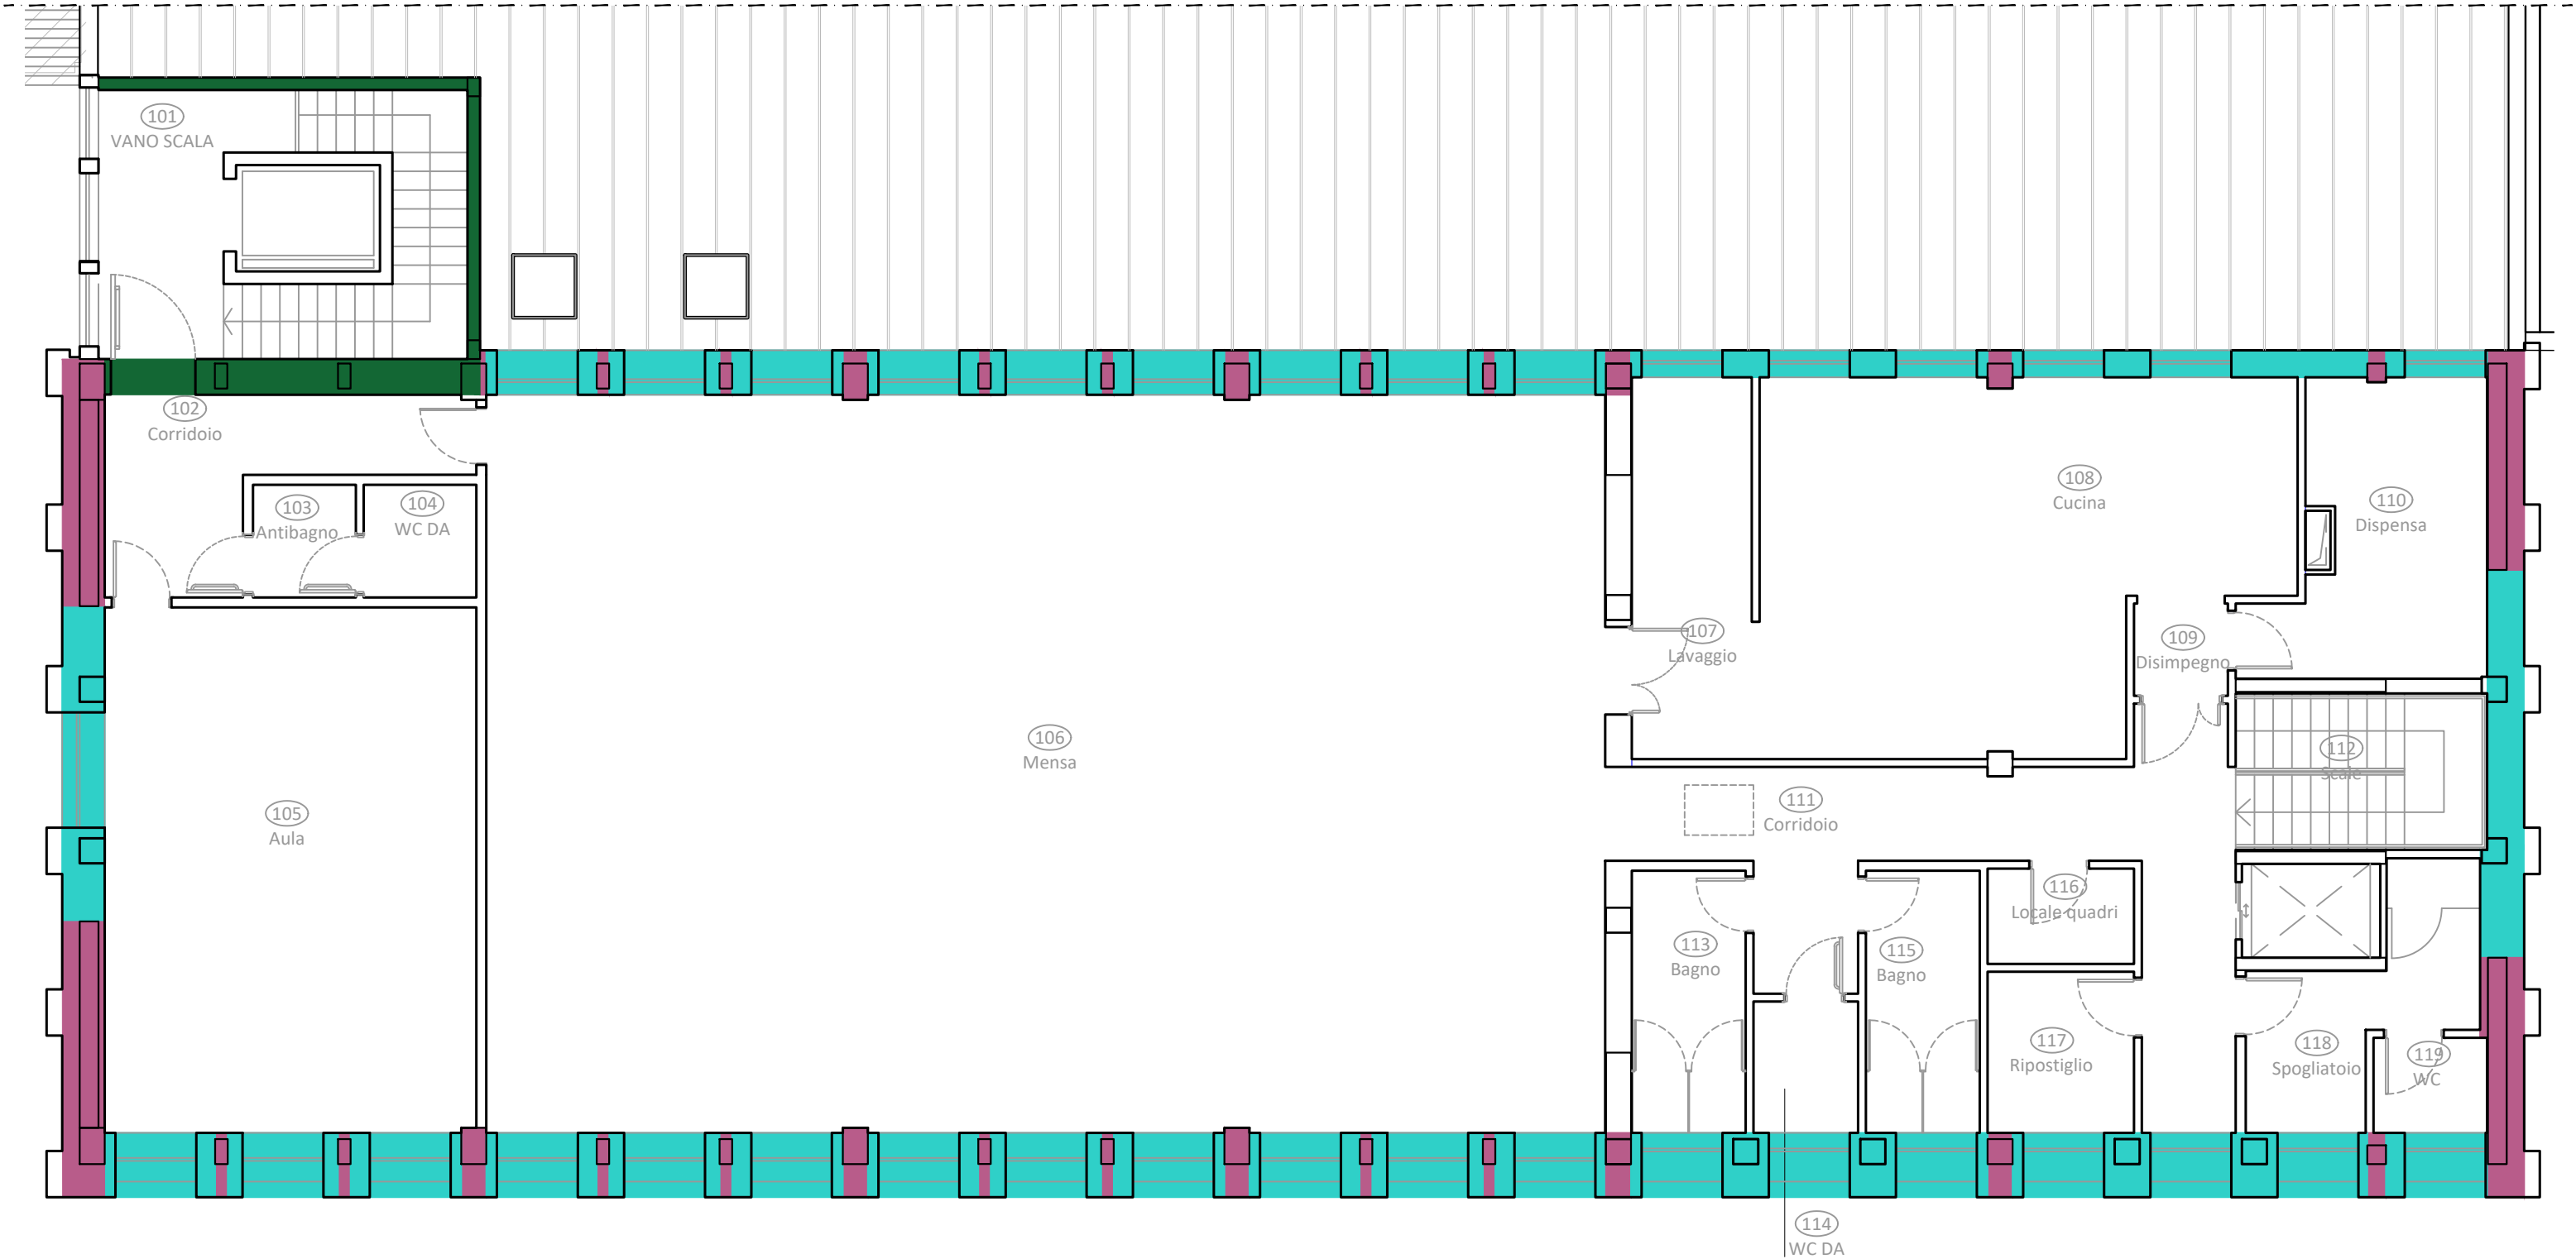 101
VANO SCALA
102
Corridoio
103
Antibagno
104
WC DA
105
Aula
106
Mensa
107
Lavaggio
108
Cucina
109
Disimpegno
110
Dispensa
111
Corridoio
112
Scale
113
Bagno
115
Bagno
116
Locale quadri
117
Ripostiglio
118
Spogliatoio
119
WC
114
WC DA